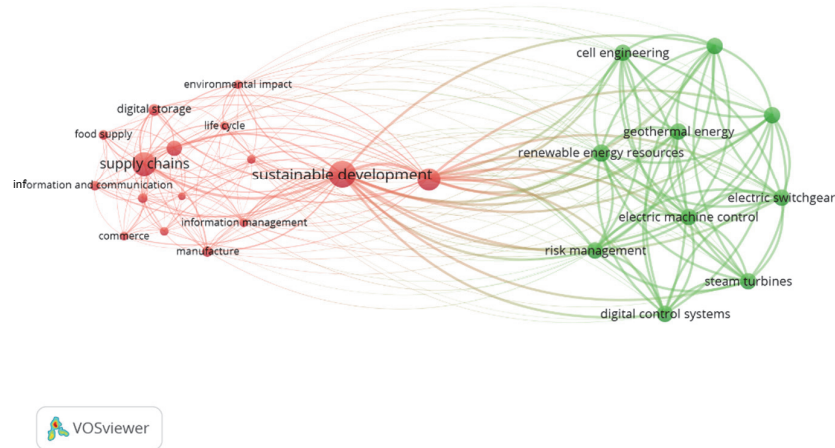 cell engineering
environmental impact
digital storage
life cycle
food supply
geothermal energy
supply chains
renewable energy resources
sustainable development
information and communication
electric switchgear
electric machine control
information management
commerce
manufacture
risk management
steam turbines
digital control systems
VOSviewer